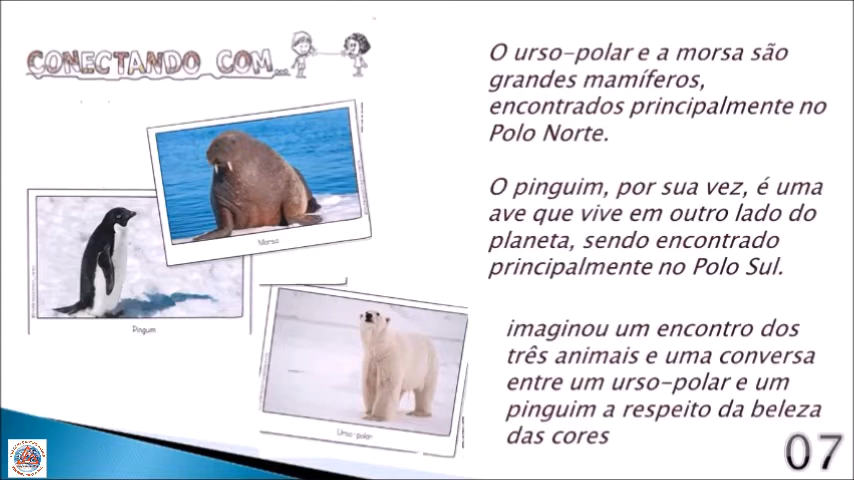 CONECTANDO COM...
O urso-polar e a morsa são
grandes mamíferos,
encontrados principalmente no
Polo Norte.
O pinguim, por sua vez, é uma
ave que vive em outro lado do
planeta, sendo encontrado
principalmente no Polo Sul.
imaginou um encontro dos
três animais e uma conversa
entre um urso-polar e um
pinguim a respeito da beleza
das cores
Morsa
Pinguim
Urso-polar
07